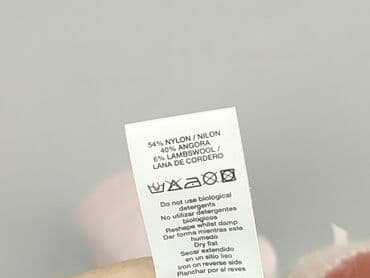 54% NYLON / NILON
40% ANGORA
6% LAMBSWOOL /
LANA DE CORDERO
Do not use biological
detergents
No utilizar detergentes
biologicos
Reshape whilst damp
Dar forma mientras este
humedo
Dry flat
Secar extendido
en un sitio liso
Iron on reverse side
Planchar por el reves